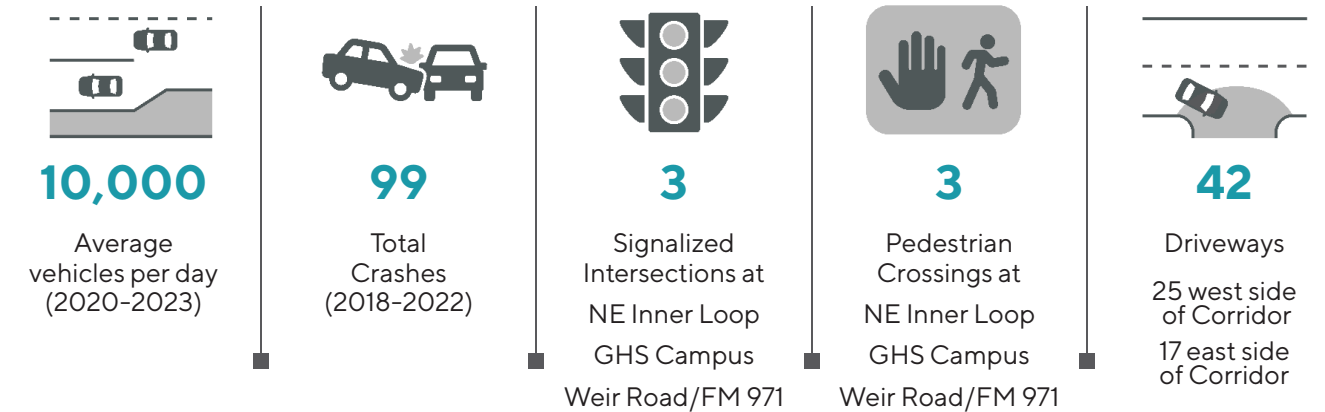 10,000
Average
vehicles per day
(2020-2023)
99
Total
Crashes
(2018-2022)
3
Signalized
Intersections at
NE Inner Loop
GHS Campus
Weir Road/FM 971
3
Pedestrian
Crossings at
NE Inner Loop
GHS Campus
Weir Road/FM 971
42
Driveways
25 west side
of Corridor
17 east side
of Corridor